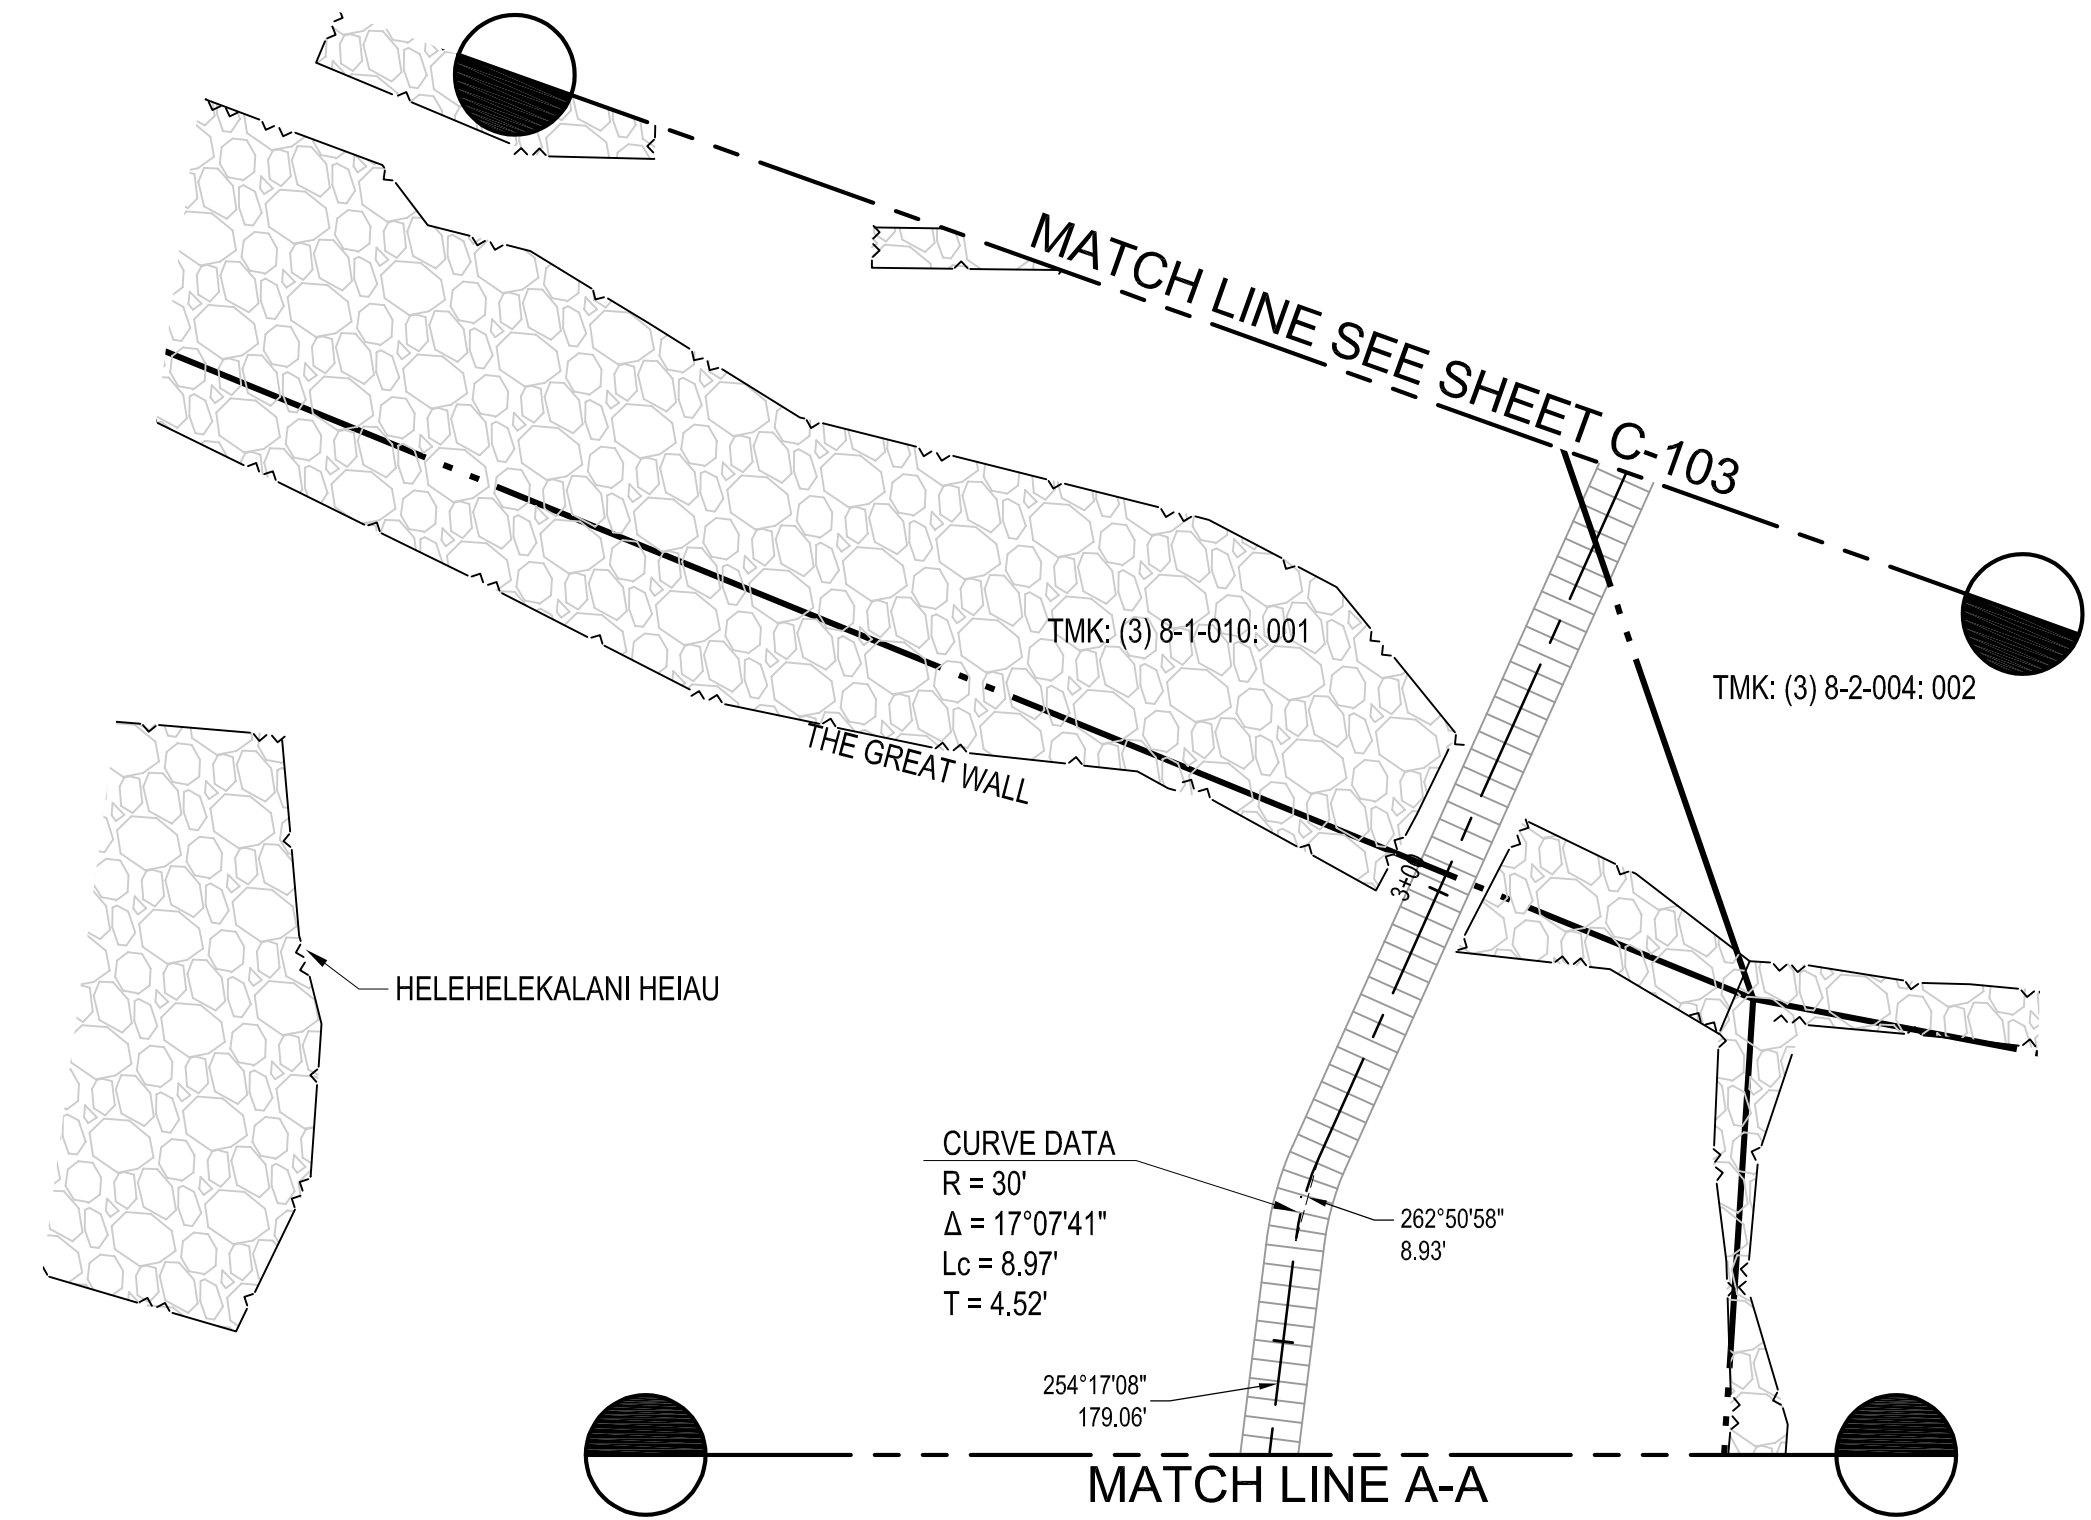 MATCH LINE SEE SHEET C-103
TMK: (3) 8-1-010: 001
TMK: (3) 8-2-004: 002
THE GREAT WALL
3+00
HELEHELEKALANI HEIAU
CURVE DATA
R = 30'
Δ = 17°07'41"
Lc = 8.97'
T = 4.52'
262°50'58"
8.93'
254°17'08"
179.06'
MATCH LINE A-A